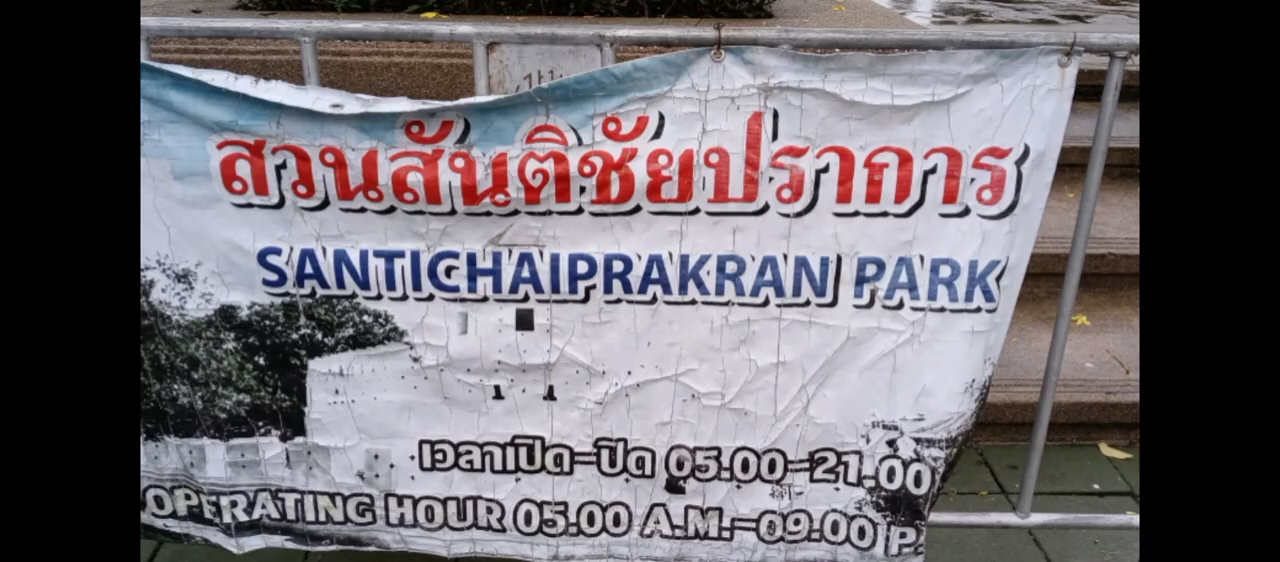 สวนสันติชัยปราการ
SANTICHAIPRAKRAN PARK
เวลาเปิด-ปิด 05.00-21.00
OPERATING HOUR 05.00 A.M.-09.00 P.